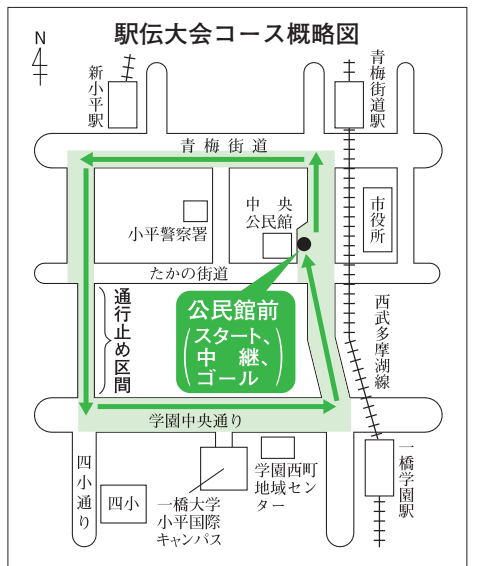 駅伝大会コース概略図
N
新小平駅
青梅街道駅
青梅街道
中央
公民館
市役所
小平警察署
たかの街道
公民館前
(スタート、
中継、
ゴール)
通行止め区間
西武多摩湖線
学園中央通り
四小通り
四小
一橋大学
小平国際
キャンパス
学園西町
地域セン
ター
一橋学園駅